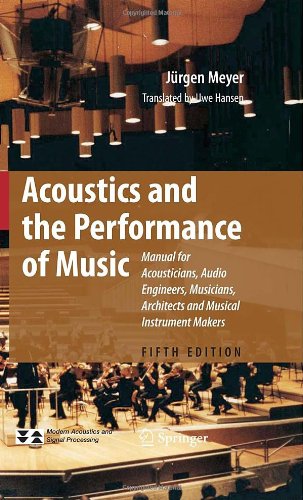 Jürgen Meyer
Translated by Uwe Hansen
Acoustics and
the Performance
of Music
Manual for
Acousticians, Audio
Engineers, Musicians,
Architects and Musical
Instrument Makers
FIFTH EDITION
Modern Acoustics and
Signal Processing
Springer